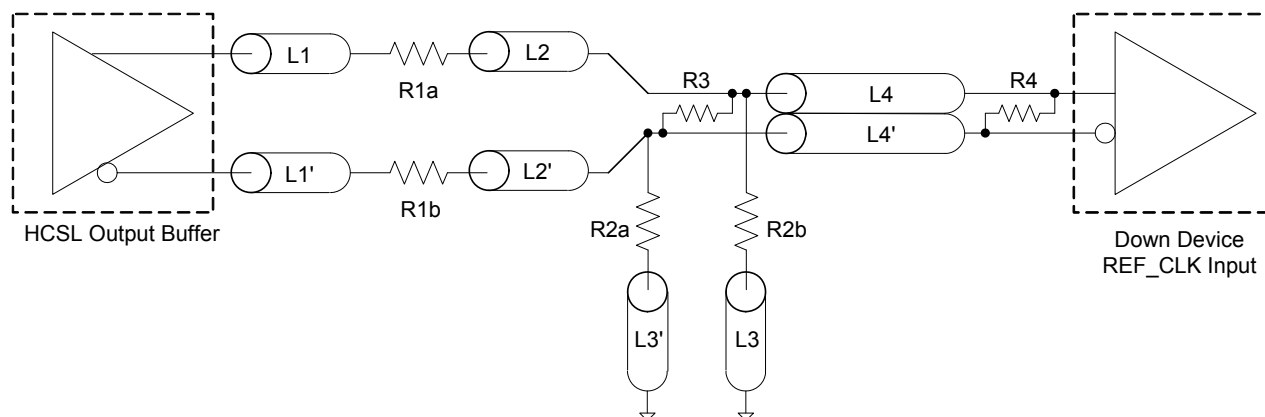 L1
R1a
L2
R3
L4
R4
L1'
R1b
L2'
L4'
HCSL Output Buffer
R2a
R2b
Down Device
REF_CLK Input
L3'
L3